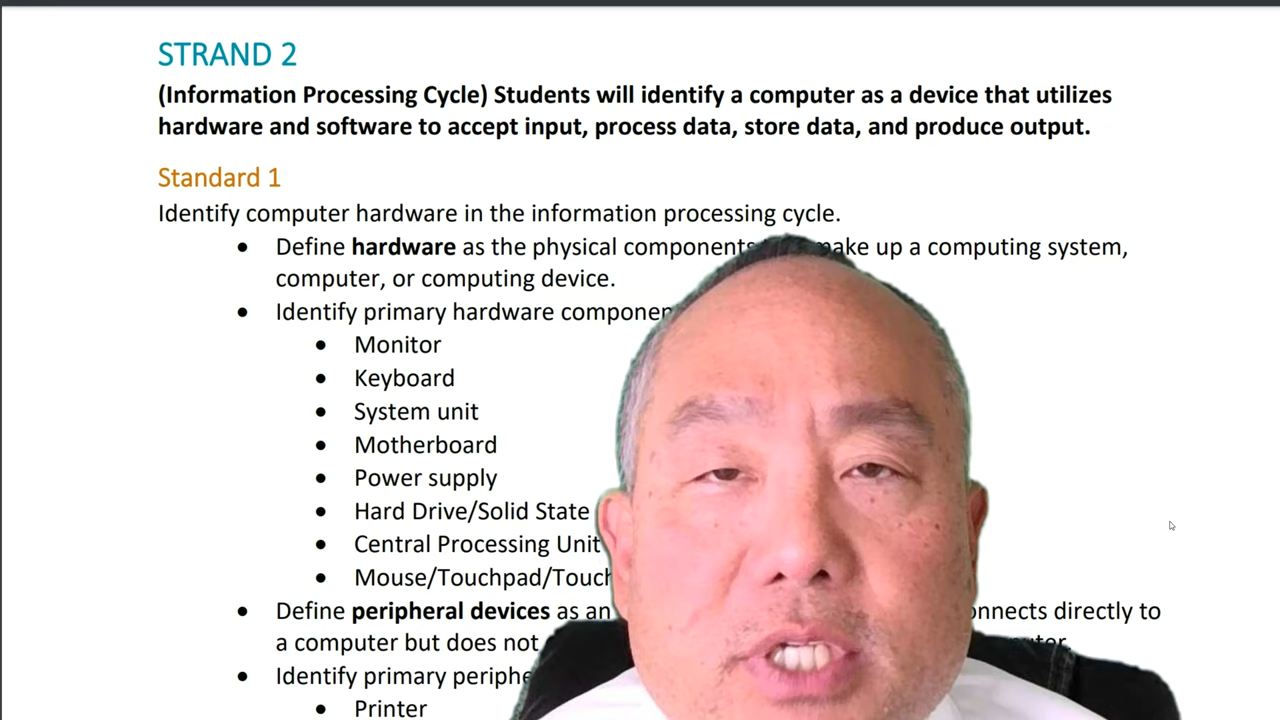 STRAND 2
(Information Processing Cycle) Students will identify a computer as a device that utilizes
hardware and software to accept input, process data, store data, and produce output.
Standard 1
Identify computer hardware in the information processing cycle.
• Define hardware as the physical components make up a computing system,
computer, or computing device.
• Identify primary hardware
• Monitor
• Keyboard
• System unit
• Motherboard
• Power supply
• Hard Drive/Solid State
• Central Processing Unit
• Mouse/Touchpad/
• Define peripheral devices as an connects directly to
a computer but does not
• Identify primary
• Printer